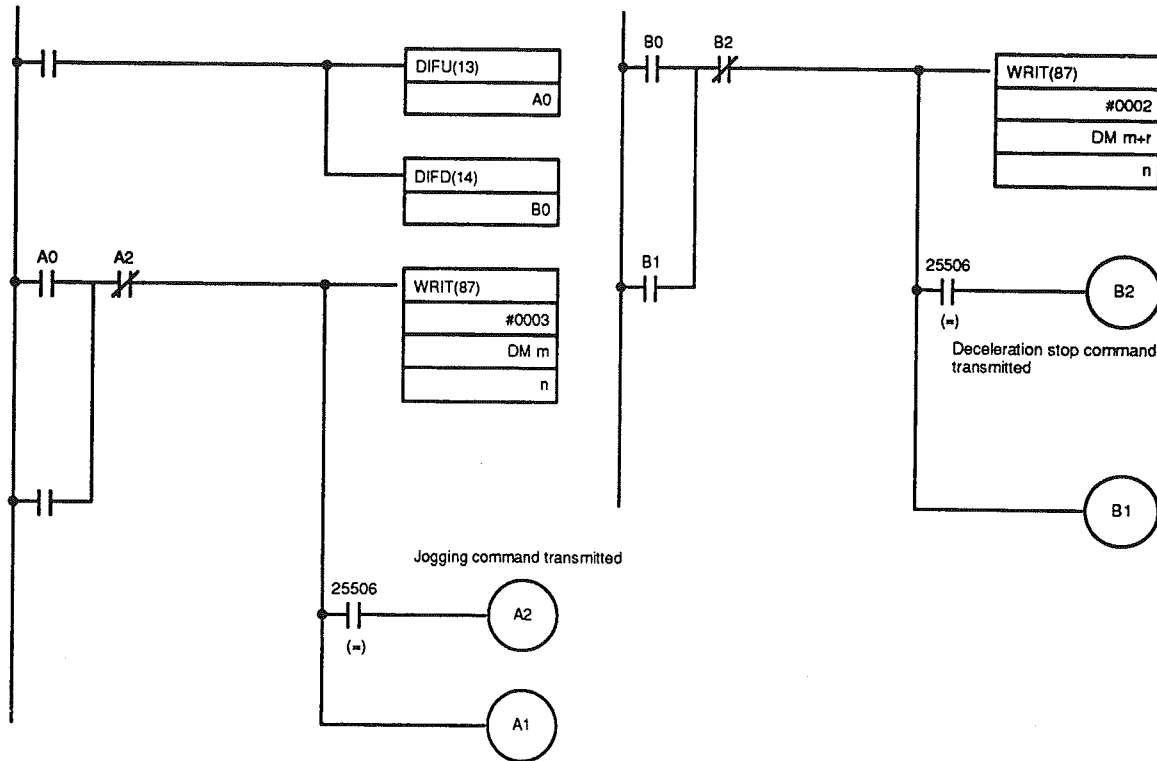 DIFU(13)
A0
DIFD(14)
B0
A0 A2
WRIT(87)
#0003
DM m
n
Jogging command transmitted
25506
(=)
A2
A1
B0 B2
WRIT(87)
#0002
DM m+r
n
B1
25506
(=)
B2
Deceleration stop command
transmitted
B1